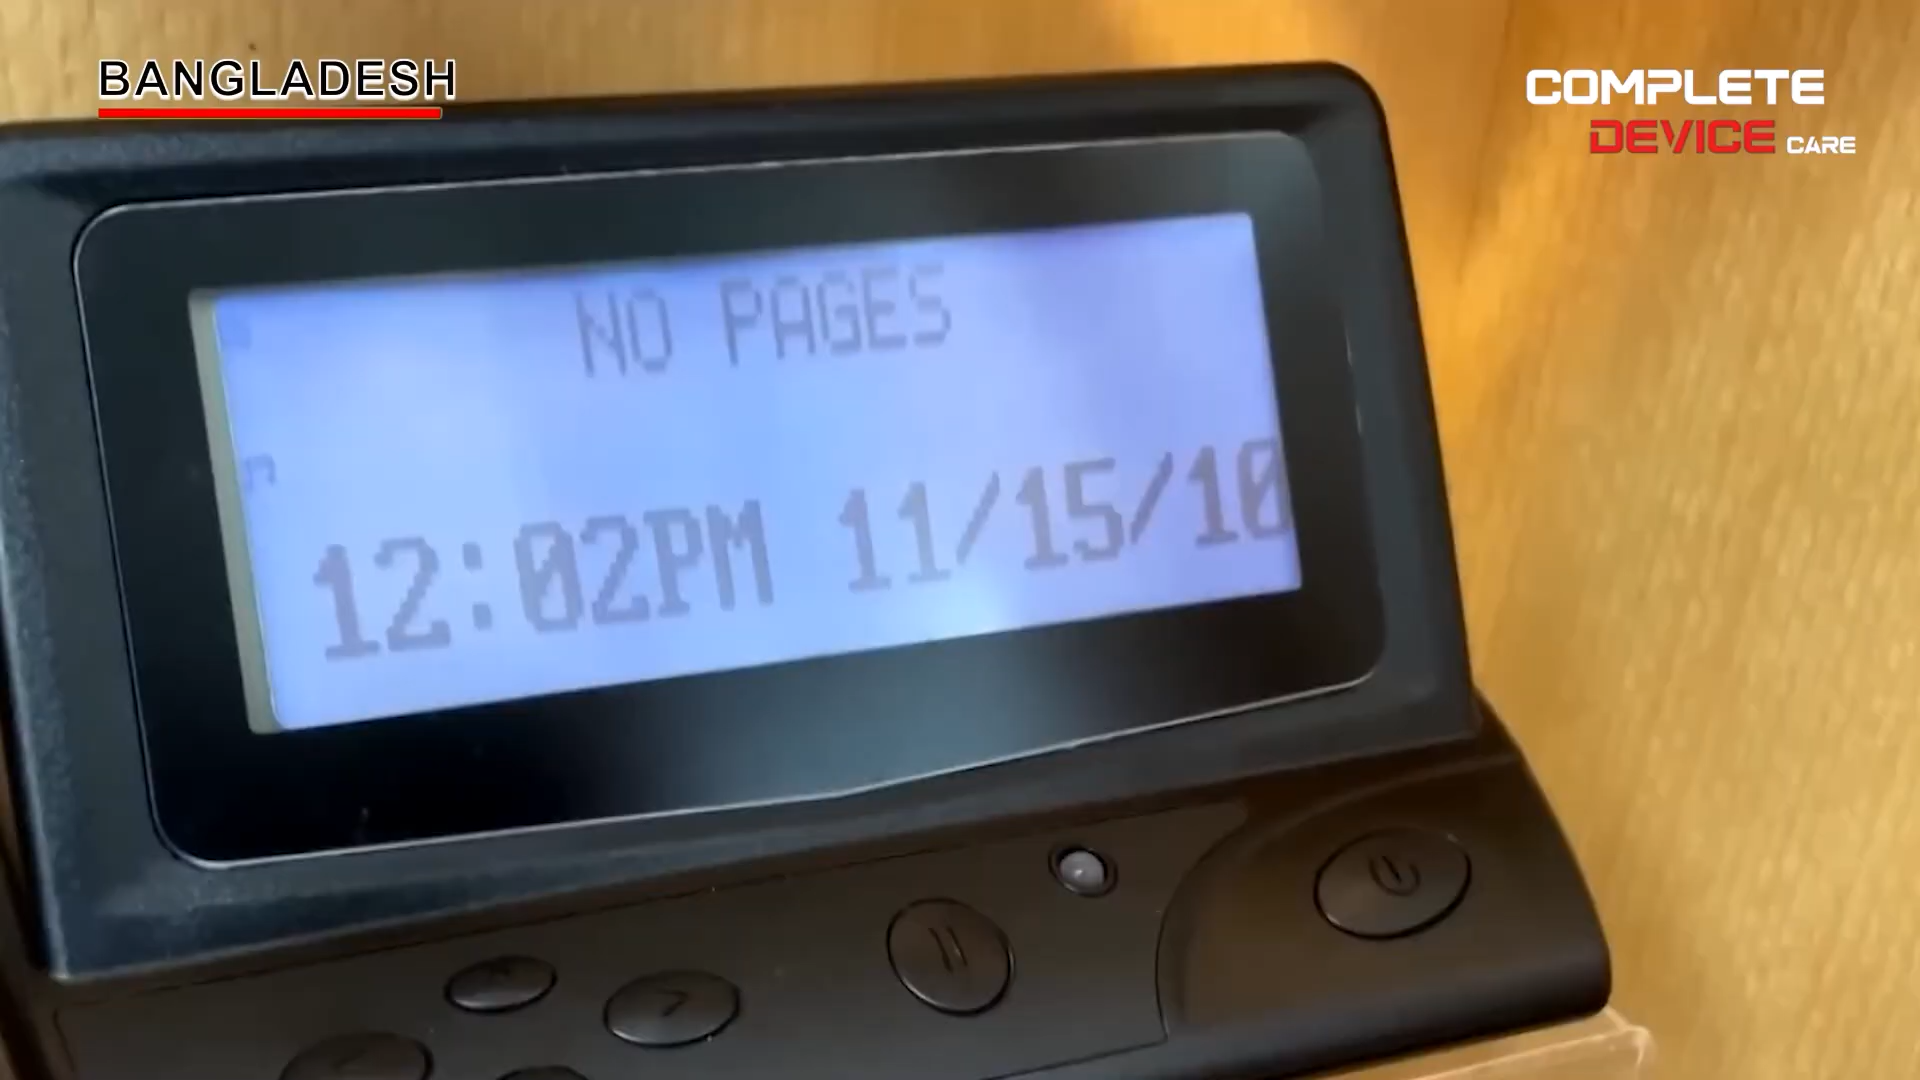 BANGLADESH
COMPLETE
DEVICE CARE
NO PAGES
12:02PM 11/15/10